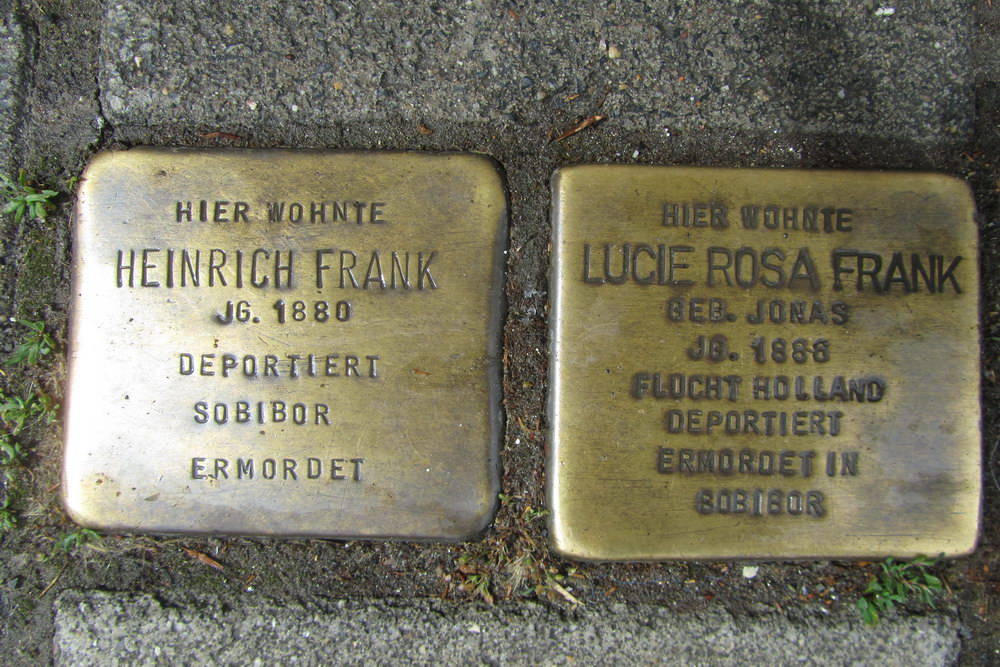 HIER WOHNTE
HEINRICH FRANK
JG. 1880
DEPORTIERT
SOBIBOR
ERMORDET
HIER WOHNTE
LUCIE ROSA FRANK
GEB. JONAS
JG. 1888
FLUCHT HOLLAND
DEPORTIERT
ERMORDET IN
SOBIBOR